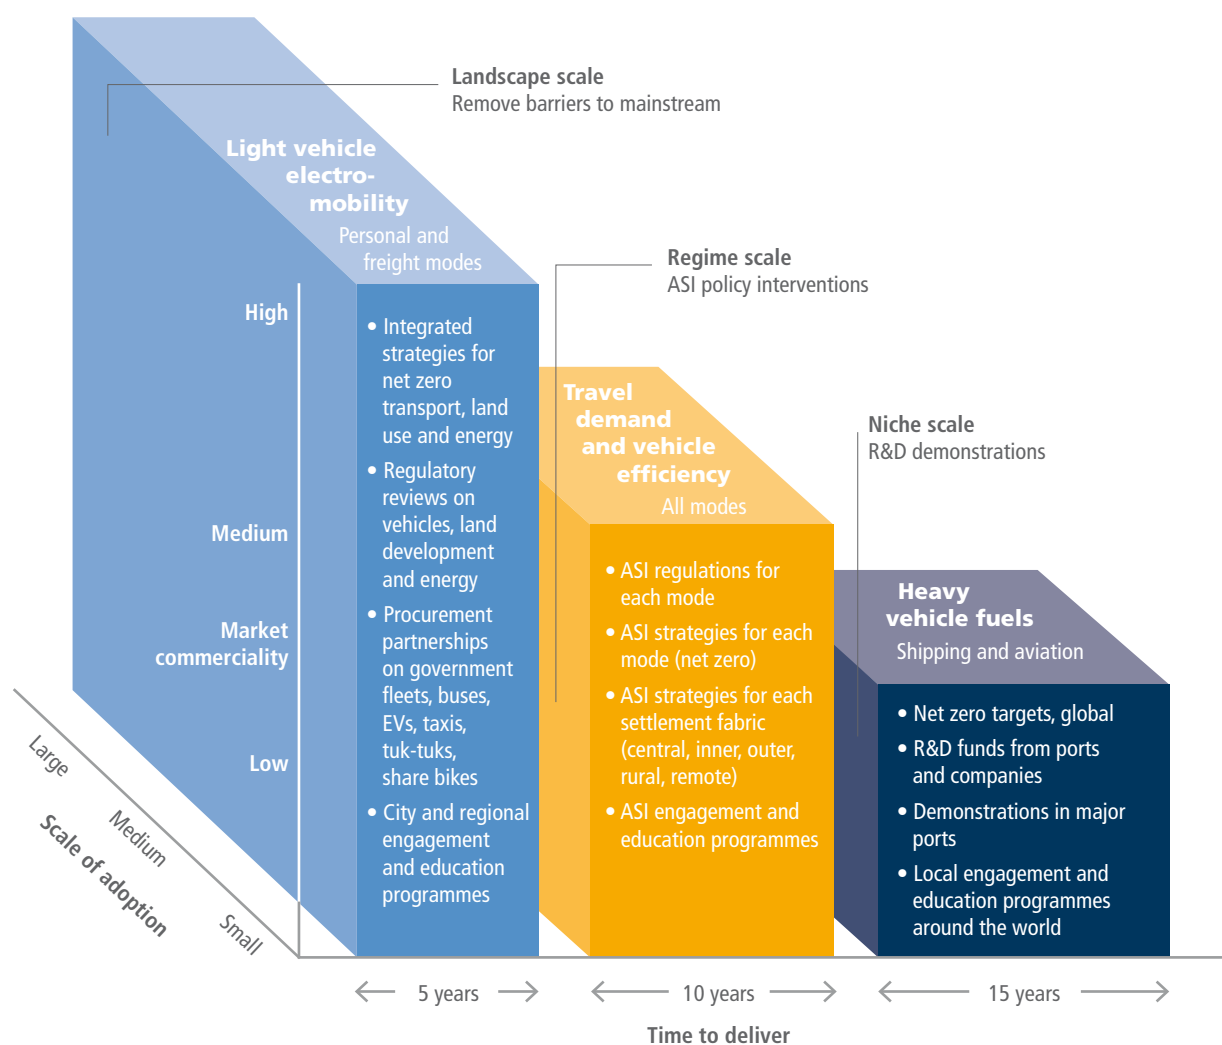 Landscape scale
Remove barriers to mainstream
Light vehicle
electro-
mobility
Personal and
freight modes
Regime scale
ASI policy interventions
Travel
demand
and vehicle
efficiency
All modes
Niche scale
R&D demonstrations
Heavy
vehicle fuels
Shipping and aviation
High
Medium
Market
commerciality
Low
• Integrated
strategies for
net zero
transport, land
use and energy
• Regulatory
reviews on
vehicles, land
development
and energy
• Procurement
partnerships
on government
fleets, buses,
EVs, taxis,
tuk-tuks,
share bikes
• City and regional
engagement
and education
programmes
• ASI regulations for
each mode
• ASI strategies for each
mode (net zero)
• ASI strategies for each
settlement fabric
(central, inner, outer,
rural, remote)
• ASI engagement and
education programmes
• Net zero targets, global
• R&D funds from ports
and companies
• Demonstrations in major
ports
• Local engagement and
education programmes
around the world
Large
Medium
Small
Scale of adoption
5 years
10 years
15 years
Time to deliver